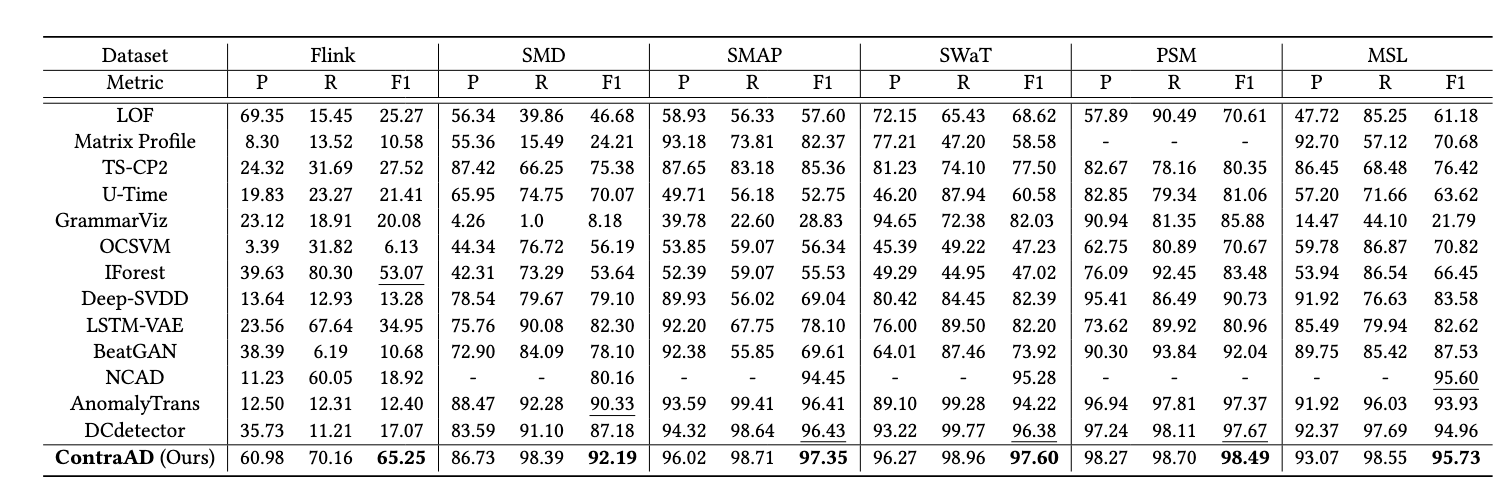 Dataset Flink SMD SMAP SWaT PSM MSL
Metric P R F1 P R F1 P R F1 P R F1 P R F1 P R F1
LOF 69.35 15.45 25.27 56.34 39.86 46.68 58.93 56.33 57.60 72.15 65.43 68.62 57.89 90.49 70.61 47.72 85.25 61.18
Matrix Profile 8.30 13.52 10.58 55.36 15.49 24.21 93.18 73.81 82.37 77.21 47.20 58.58 - - - 92.70 57.12 70.68
TS-CP2 24.32 31.69 27.52 87.42 66.25 75.38 87.65 83.18 85.36 81.23 74.10 77.50 82.67 78.16 80.35 86.45 68.48 76.42
U-Time 19.83 23.27 21.41 65.95 74.75 70.07 49.71 56.18 52.75 46.20 87.94 60.58 82.85 79.34 81.06 57.20 71.66 63.62
GrammarViz 23.12 18.91 20.08 4.26 1.0 8.18 39.78 22.60 28.83 94.65 72.38 82.03 90.94 81.35 85.88 14.47 44.10 21.79
OCSVM 3.39 31.82 6.13 44.34 76.72 56.19 53.85 59.07 56.34 45.39 49.22 47.23 62.75 80.89 70.67 59.78 86.87 70.82
IForest 39.63 80.30 53.07 42.31 73.29 53.64 52.39 59.07 55.53 49.29 44.95 47.02 76.09 92.45 83.48 53.94 86.54 66.45
Deep-SVDD 13.64 12.93 13.28 78.54 79.67 79.10 89.93 56.02 69.04 80.42 84.45 82.39 95.41 86.49 90.73 91.92 76.63 83.58
LSTM-VAE 23.56 67.64 34.95 75.76 90.08 82.30 92.20 67.75 78.10 76.00 89.50 82.20 73.62 89.92 80.96 85.49 79.94 82.62
BeatGAN 38.39 6.19 10.68 72.90 84.09 78.10 92.38 55.85 69.61 64.01 87.46 73.92 90.30 93.84 92.04 89.75 85.42 87.53
NCAD 11.23 60.05 18.92 - - 80.16 - - 94.45 - - 95.28 - - - - - 95.60
AnomalyTrans 12.50 12.31 12.40 88.47 92.28 90.33 93.59 99.41 96.41 89.10 99.28 94.22 96.94 97.81 97.37 91.92 96.03 93.93
DCdetector 35.73 11.21 17.07 83.59 91.10 87.18 94.32 98.64 96.43 93.22 99.77 96.38 97.24 98.11 97.67 92.37 97.69 94.96
ContraAD (Ours) 60.98 70.16 65.25 86.73 98.39 92.19 96.02 98.71 97.35 96.27 98.96 97.60 98.27 98.70 98.49 93.07 98.55 95.73